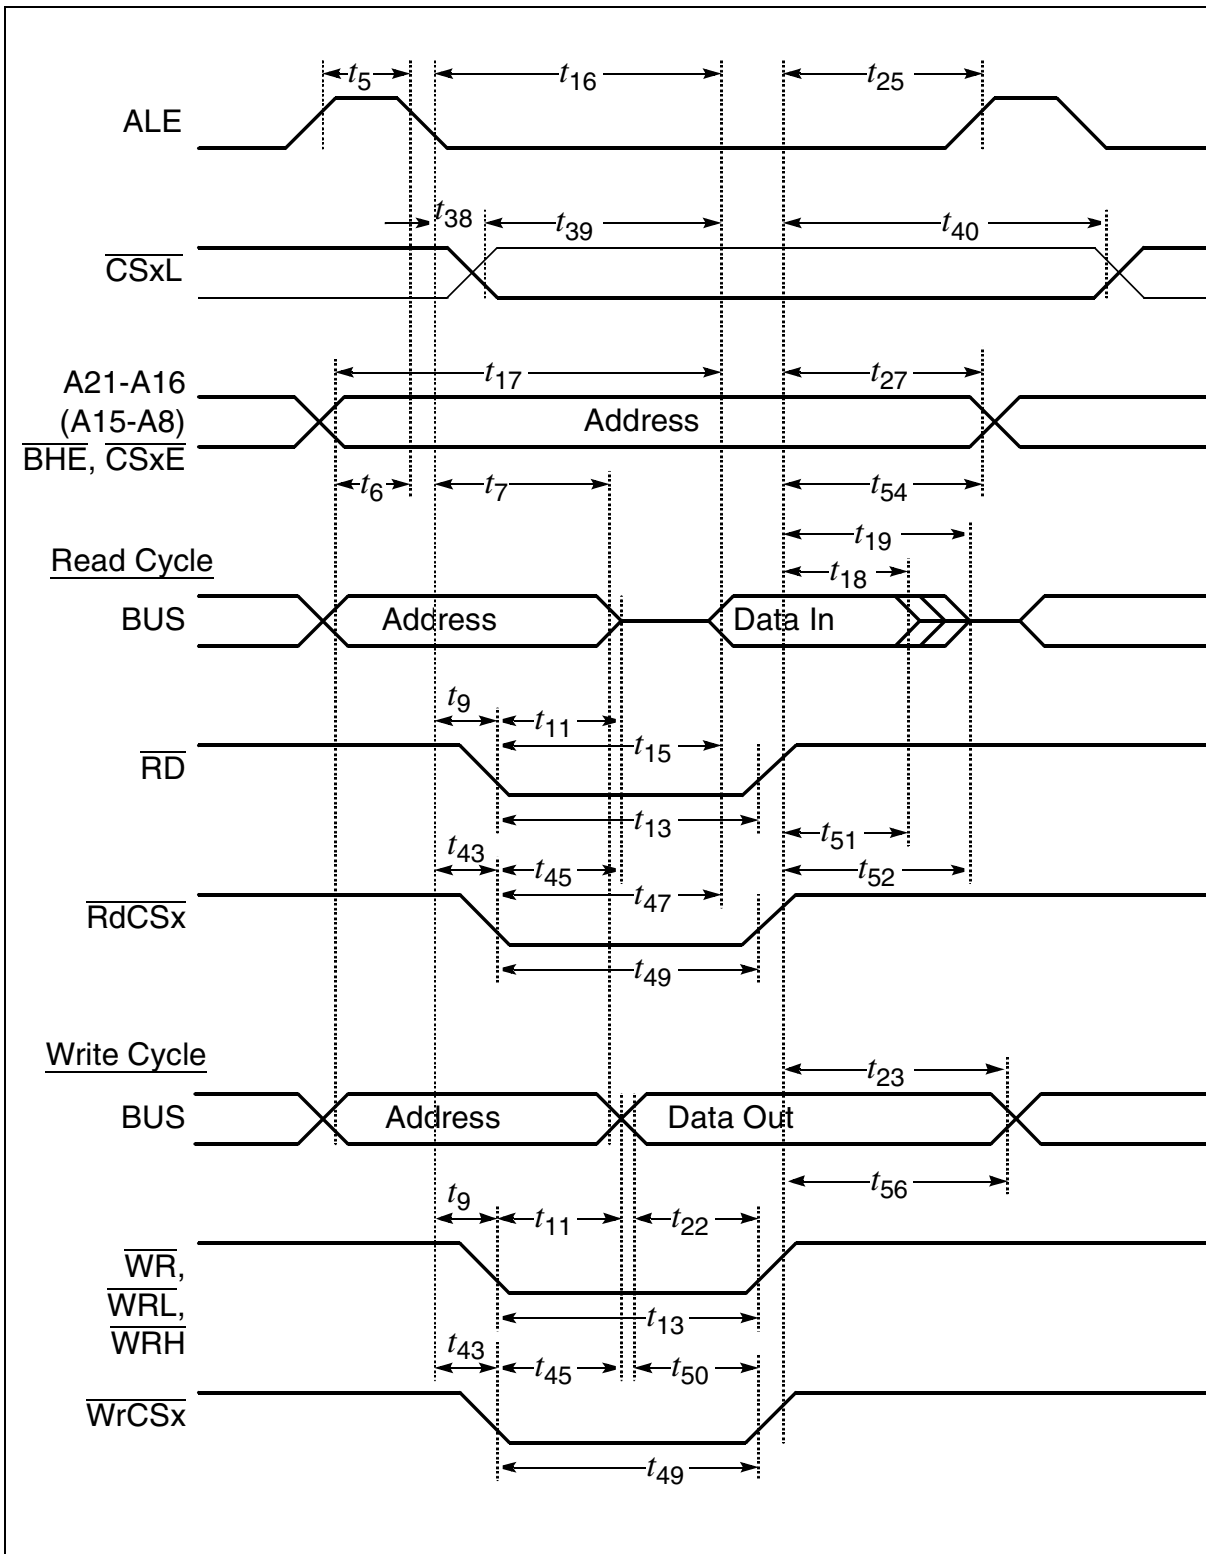 t5
t16
t25
ALE
t38
t39
t40
CSxL
t17
t27
A21-A16
(A15-A8)
BHE, CSxE
Address
t6
t7
t54
t19
Read Cycle
t18
BUS
Address
Data In
t9
t11
t15
RD
t13
t51
t43
t45
t52
t47
RdCSx
t49
Write Cycle
t23
BUS
Address
Data Out
t56
t9
t11
t22
WR,
WRL,
WRH
t13
t43
t45
t50
WrCSx
t49